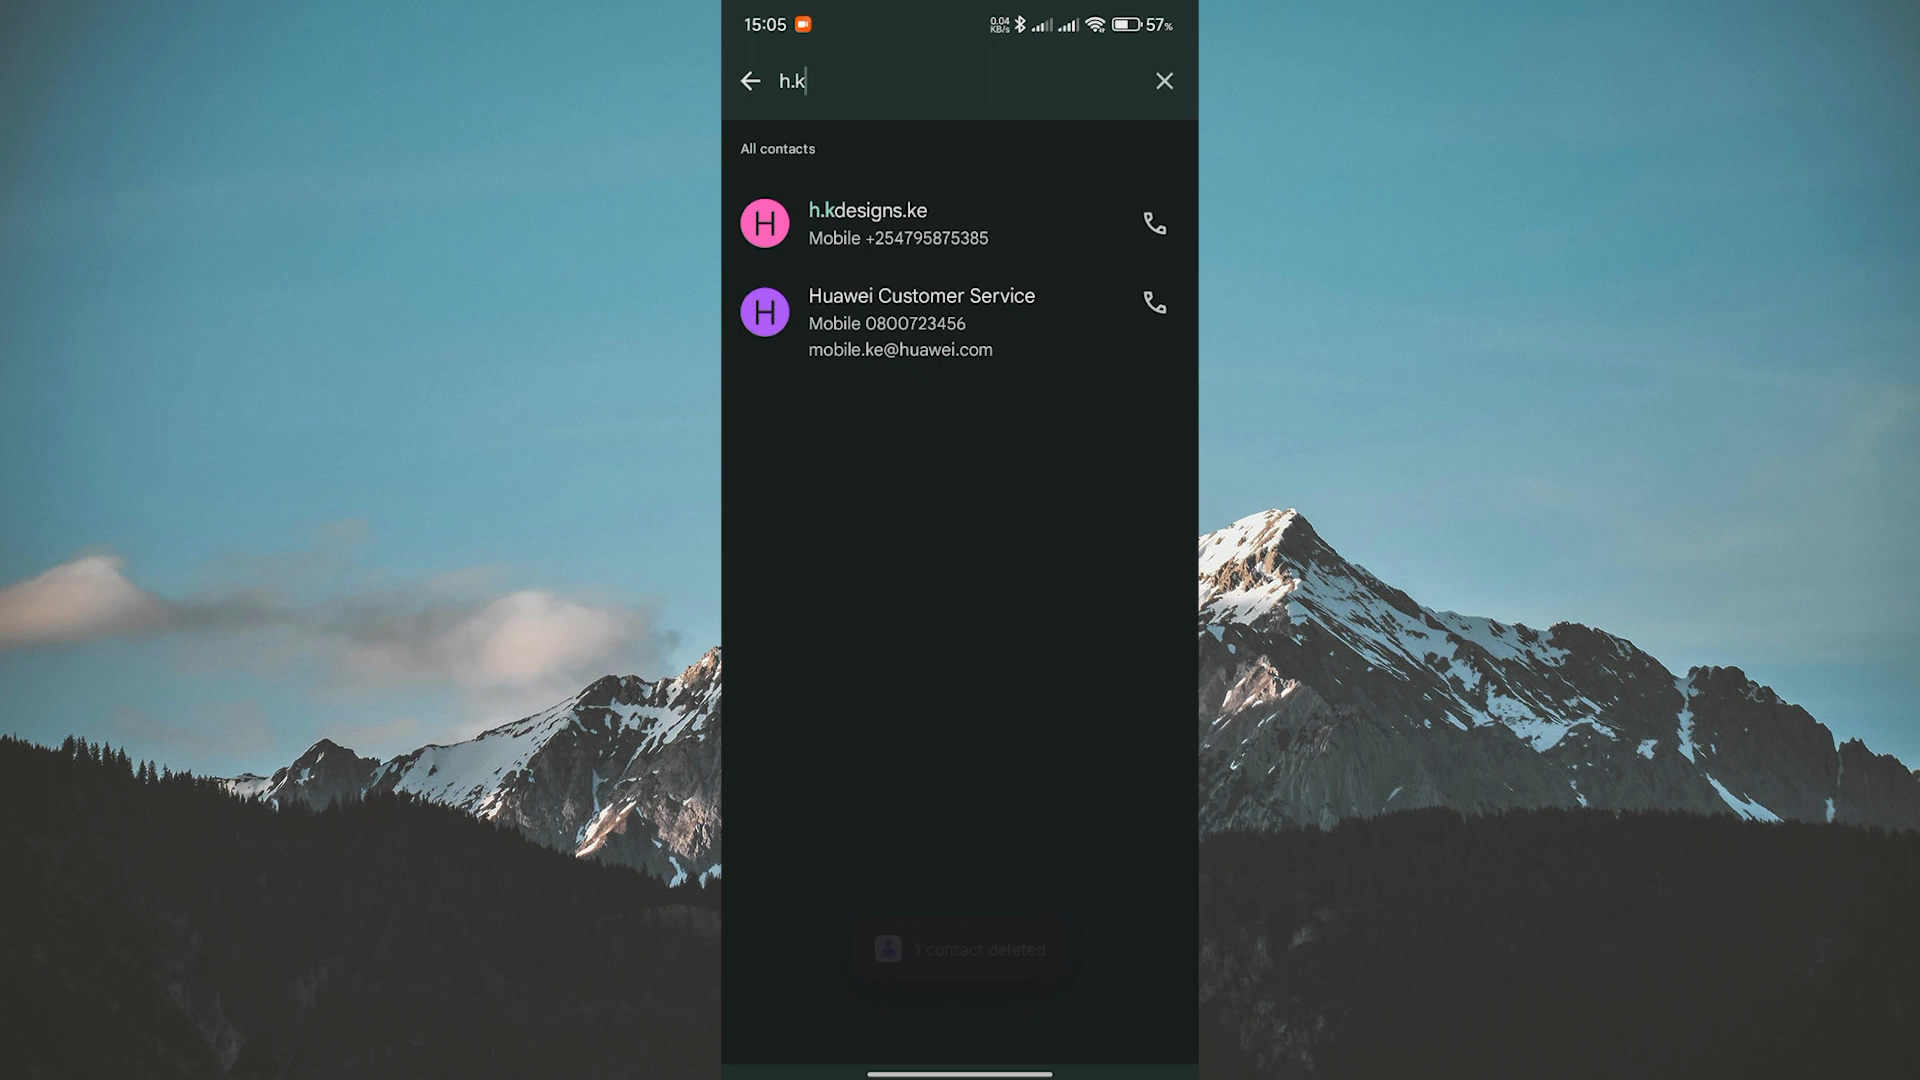 15:05 0.04 KB/s 57%
h.k
All contacts
H h.kdesigns.ke
Mobile +254795875385
H Huawei Customer Service
Mobile 0800723456
mobile.ke@huawei.com
1 contact deleted